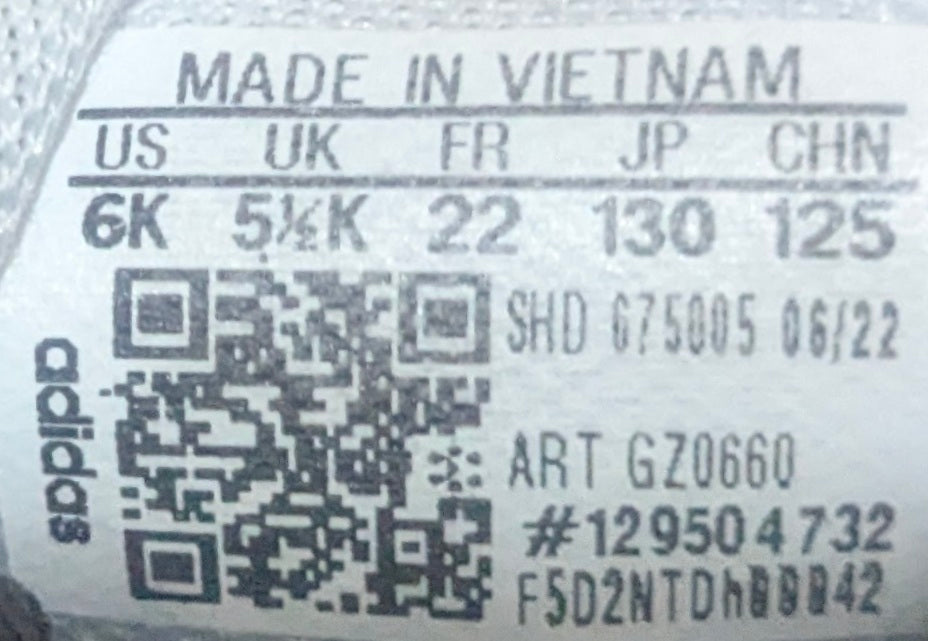 MADE IN VIETNAM
US UK FR JP CHN
6K 5½K 22 130 125
adidas
SHD 675005 06/22
ART GZ0660
#129504732